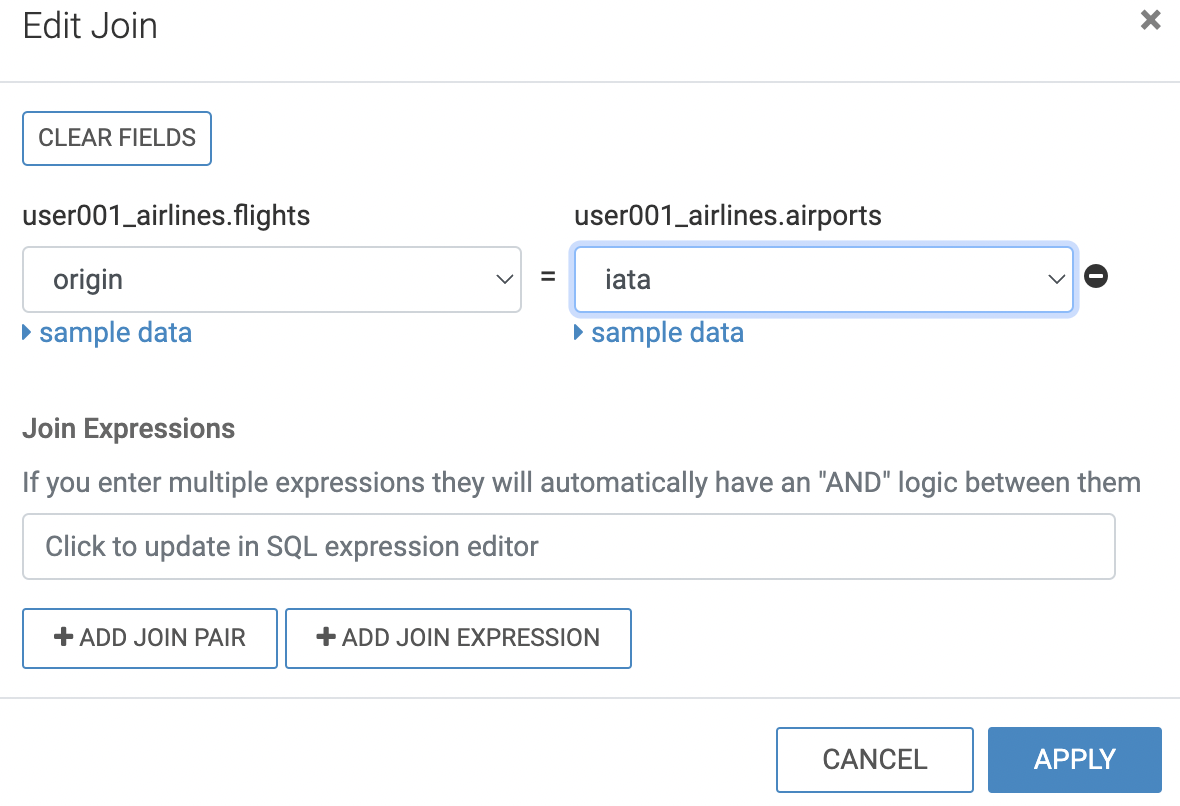 Edit Join
CLEAR FIELDS
user001_airlines.flights
user001_airlines.airports
origin
=
iata
sample data
sample data
Join Expressions
If you enter multiple expressions they will automatically have an "AND" logic between them
Click to update in SQL expression editor
ADD JOIN PAIR
ADD JOIN EXPRESSION
CANCEL
APPLY